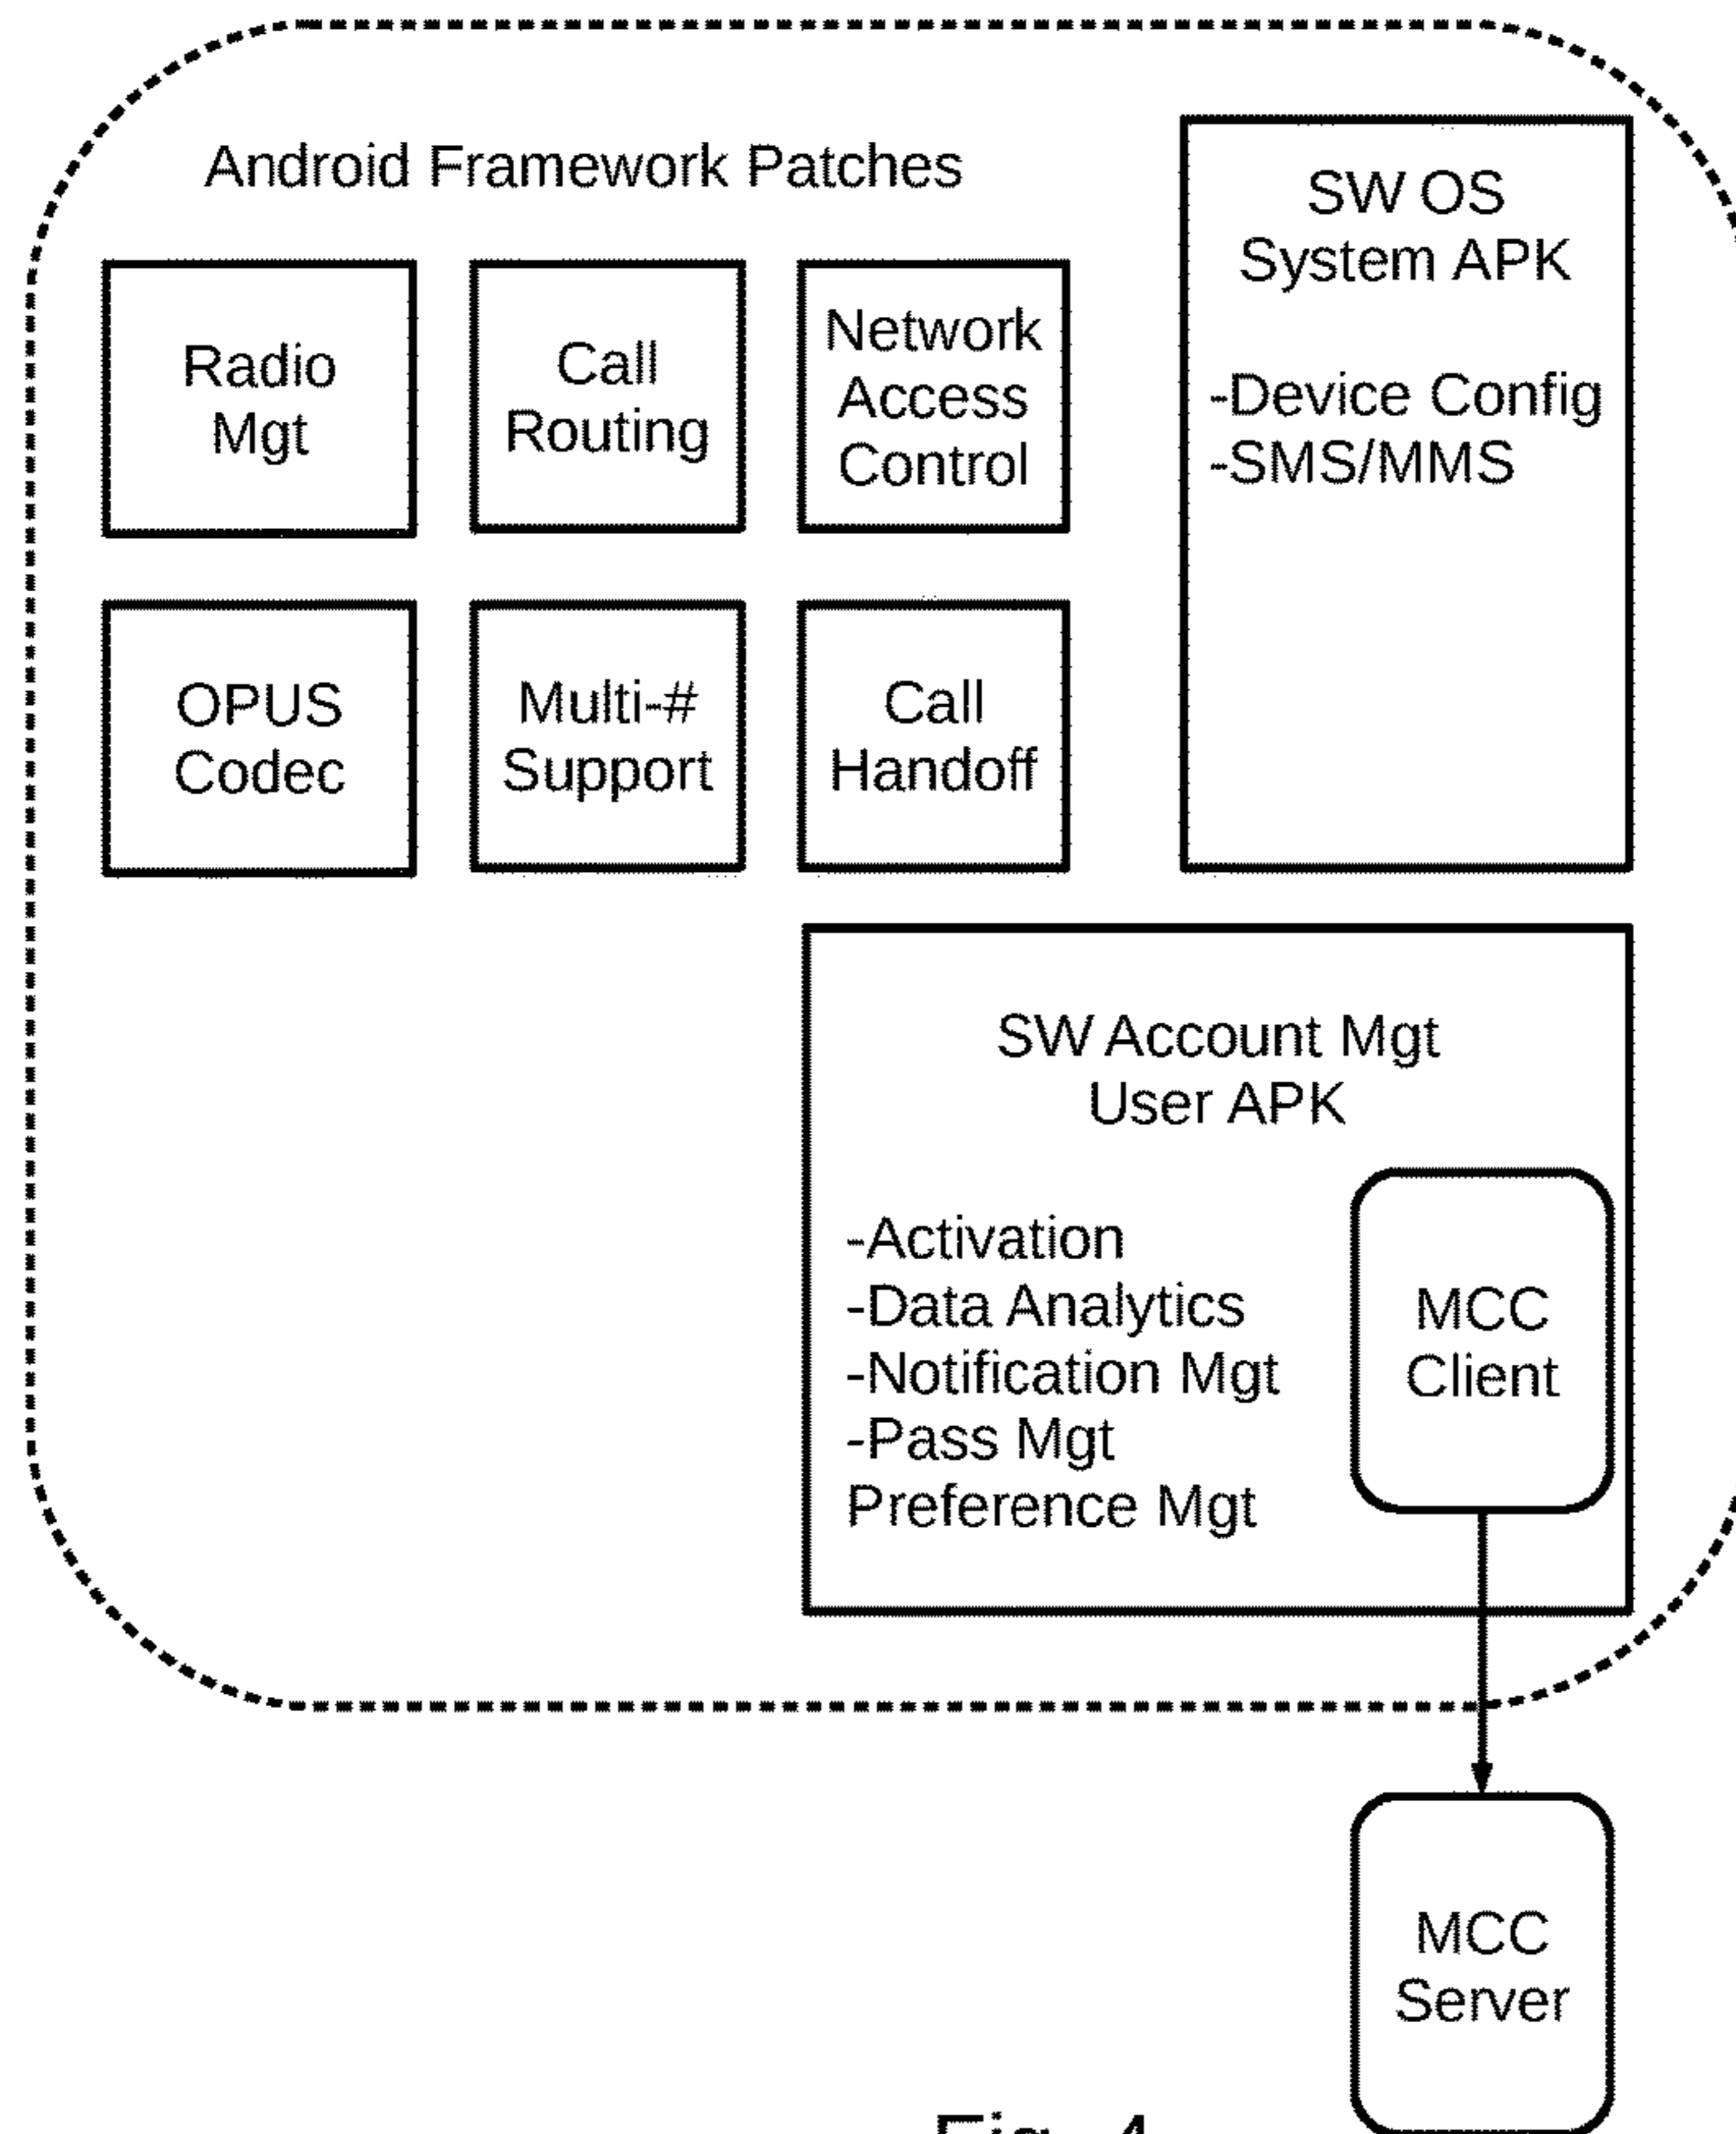 Android Framework Patches
Radio
Mgt
Call
Routing
Network
Access
Control
OPUS
Codec
Multi-#
Support
Call
Handoff
SW OS
System APK
-Device Config
-SMS/MMS
SW Account Mgt
User APK
-Activation
-Data Analytics
-Notification Mgt
-Pass Mgt
Preference Mgt
MCC
Client
MCC
Server
Fig. 4